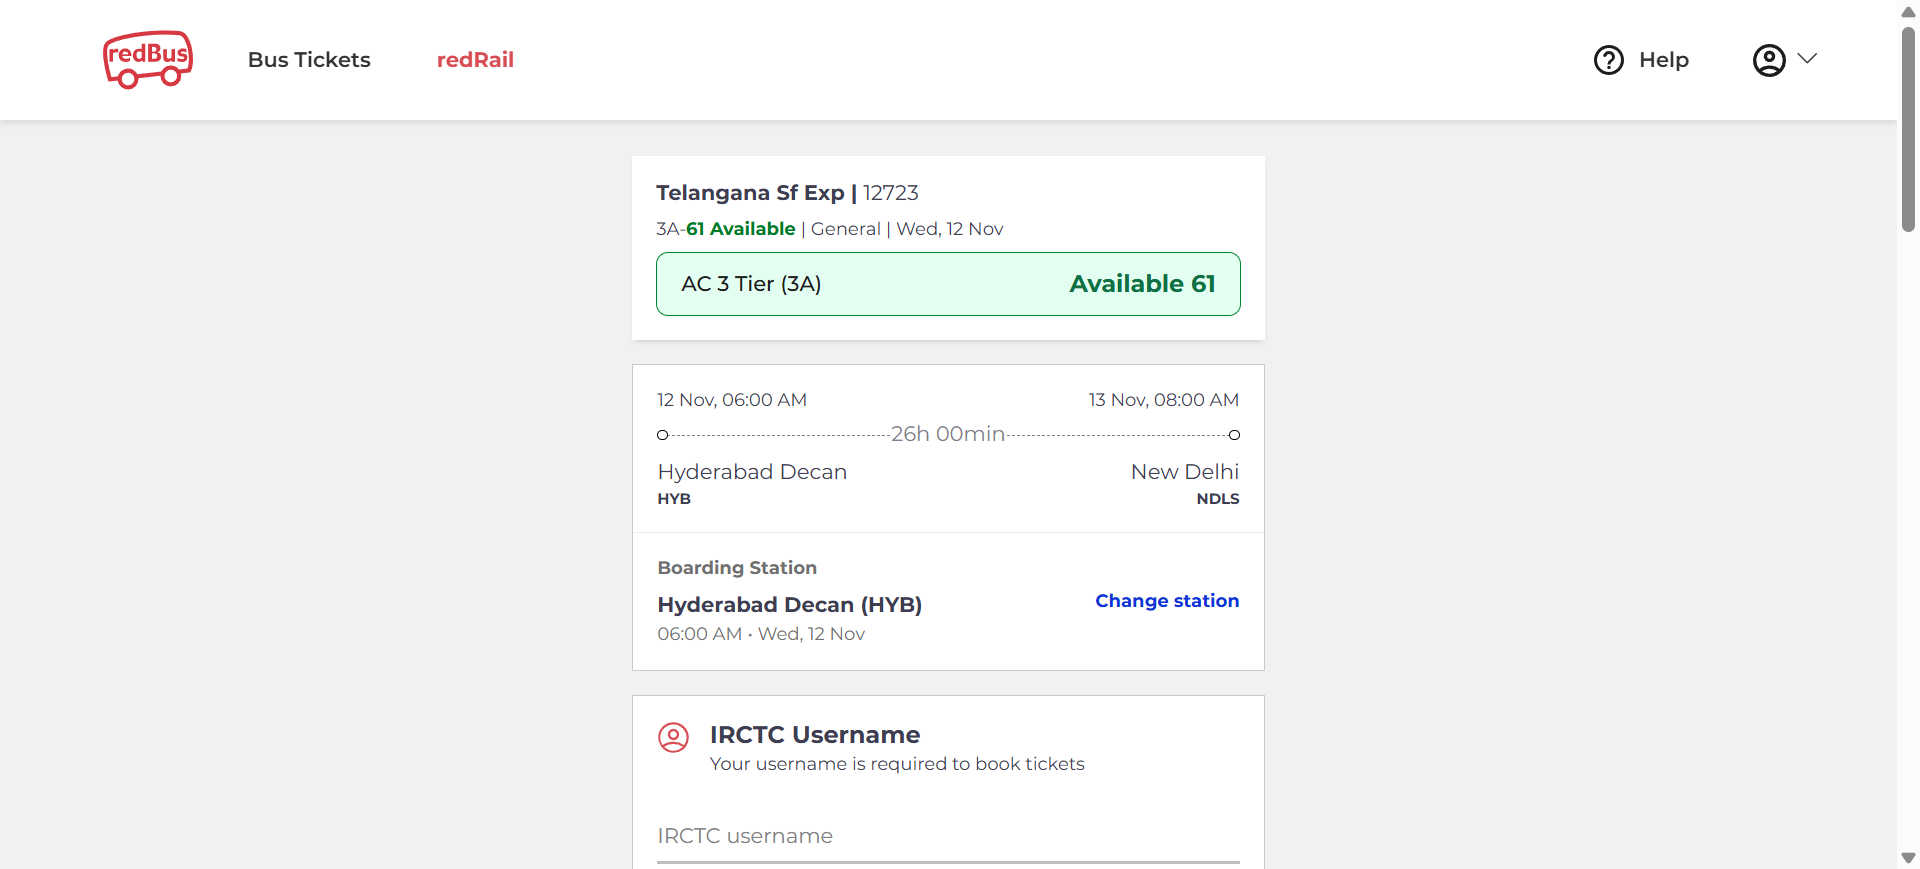 redBus
Bus Tickets
redRail
Help
Telangana Sf Exp | 12723
3A-61 Available | General | Wed, 12 Nov
AC 3 Tier (3A)
Available 61
12 Nov, 06:00 AM
13 Nov, 08:00 AM
26h 00min
Hyderabad Decan
New Delhi
HYB
NDLS
Boarding Station
Hyderabad Decan (HYB)
Change station
06:00 AM • Wed, 12 Nov
IRCTC Username
Your username is required to book tickets
IRCTC username